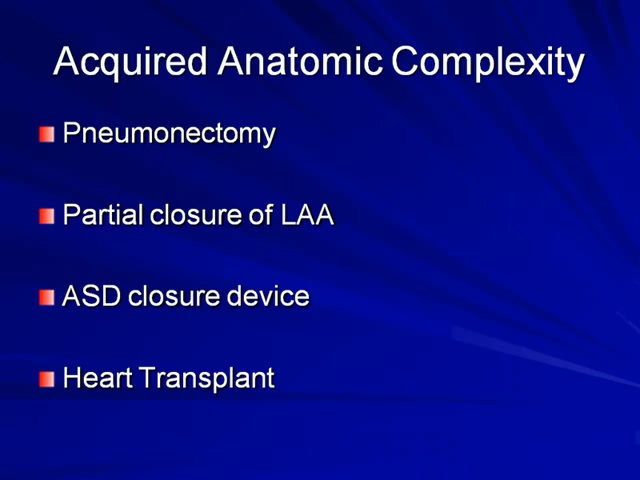 Acquired Anatomic Complexity
Pneumonectomy
Partial closure of LAA
ASD closure device
Heart Transplant